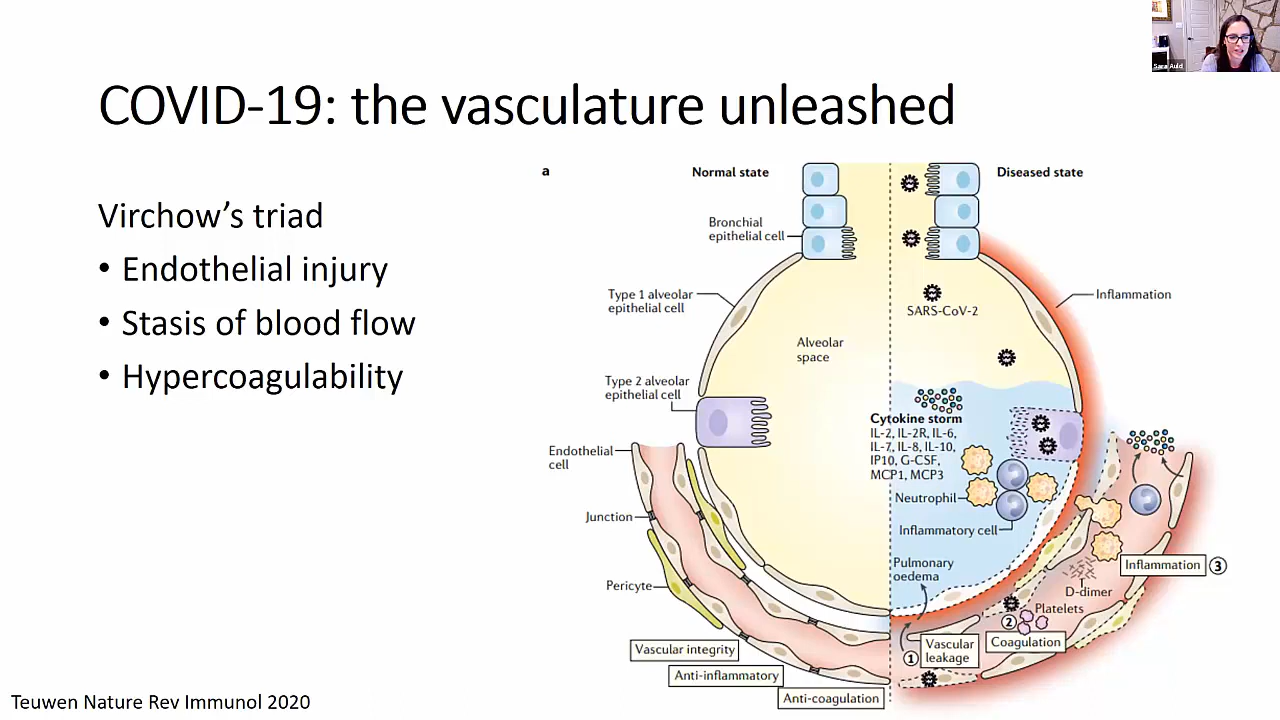 Sara Auld
COVID-19: the vasculature unleashed
Virchow’s triad
• Endothelial injury
• Stasis of blood flow
• Hypercoagulability
a
Normal state
Diseased state
Bronchial
epithelial cell
Type 1 alveolar
epithelial cell
Inflammation
SARS-CoV-2
Alveolar
space
Type 2 alveolar
epithelial cell
Cytokine storm
IL-2, IL-2R, IL-6,
IL-7, IL-8, IL-10,
IP10, G-CSF,
MCP1, MCP3
Endothelial
cell
Neutrophil
Junction
Inflammatory cell
Pulmonary
oedema
Inflammation 3
Pericyte
D-dimer
Platelets
2
Coagulation
Vascular integrity
1
Vascular
leakage
Anti-inflammatory
Anti-coagulation
Teuwen Nature Rev Immunol 2020